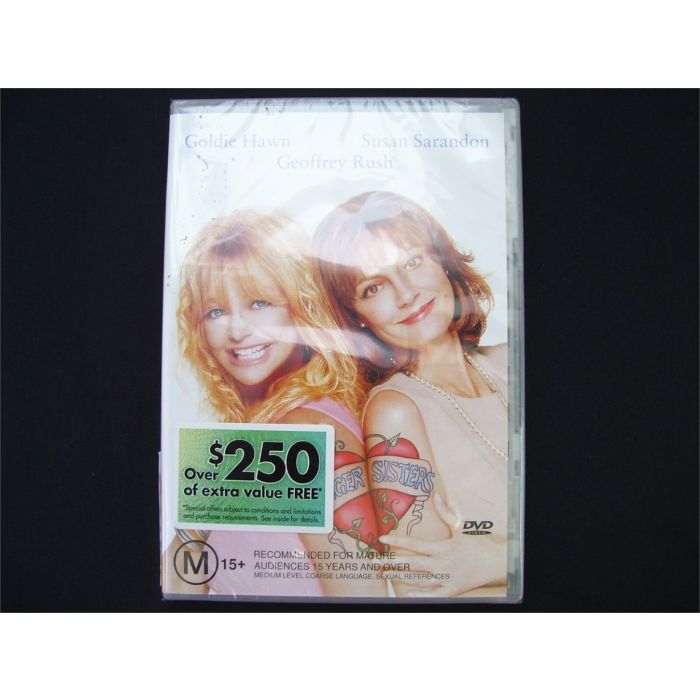 Goldie Hawn Susan Sarandon
Geoffrey Rush
Over $250
of extra value FREE*
*Special offers subject to conditions and limitations
and purchase requirements. See inside for details.
GER SISTERS
DVD
VIDEO
M 15+
RECOMMENDED FOR MATURE
AUDIENCES 15 YEARS AND OVER
MEDIUM LEVEL COARSE LANGUAGE, SEXUAL REFERENCES